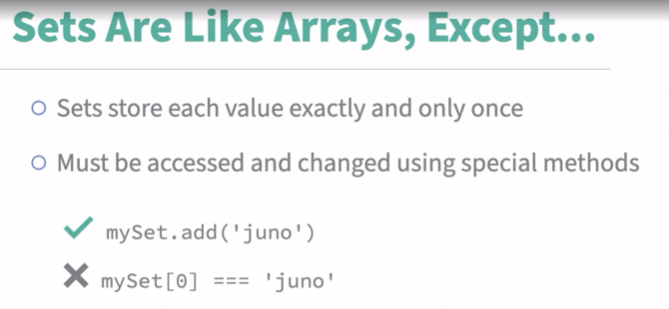 Sets Are Like Arrays, Except...
Sets store each value exactly and only once
Must be accessed and changed using special methods
mySet.add('juno')
mySet[0] === 'juno'